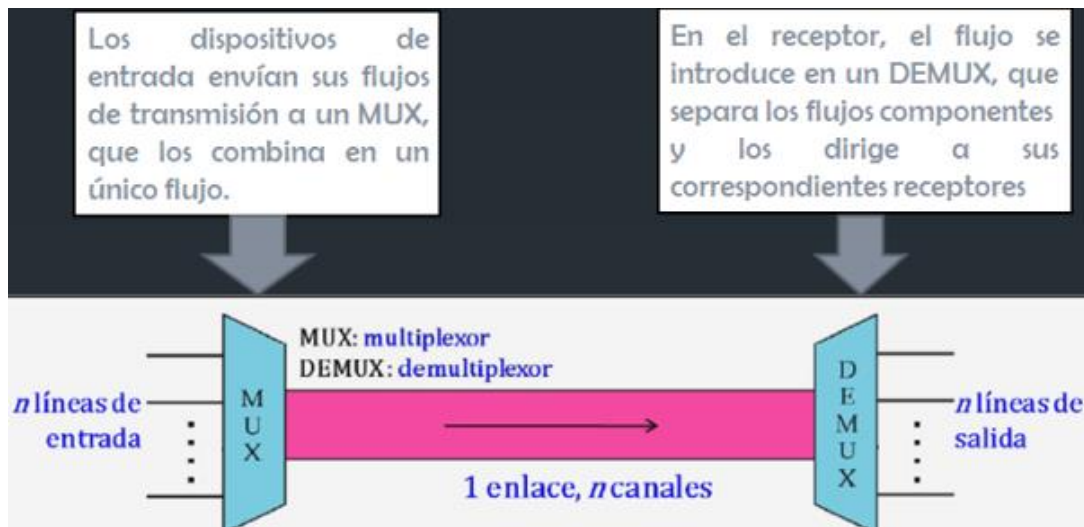 Los dispositivos de
entrada envían sus flujos
de transmisión a un MUX,
que los combina en un
único flujo.
En el receptor, el flujo se
introduce en un DEMUX, que
separa los flujos componentes
y los dirige a sus
correspondientes receptores
MUX: multiplexor
DEMUX: demultiplexor
n líneas de
entrada
MUX
1 enlace, n canales
DEMUX
n líneas de
salida